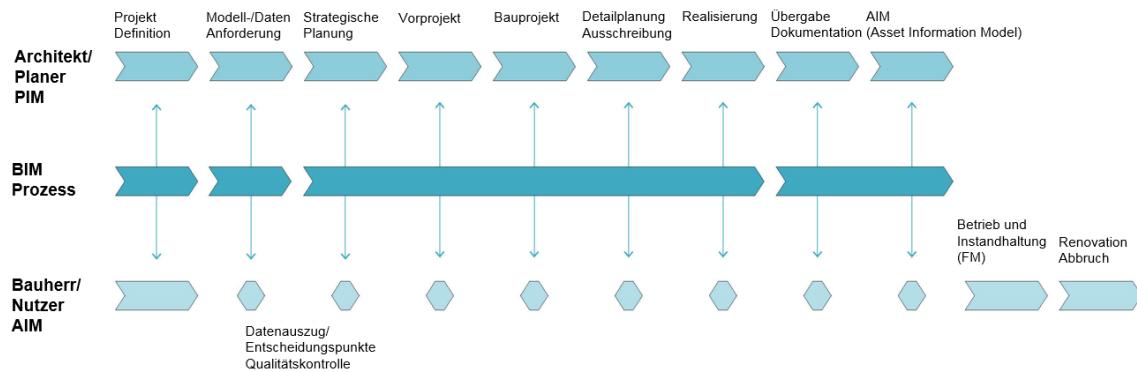 Projekt
Definition
Modell-/Daten
Anforderung
Strategische
Planung
Vorprojekt
Bauprojekt
Detailplanung
Ausschreibung
Realisierung
Übergabe
Dokumentation
AIM
(Asset Information Model)
Architekt/
Planer
PIM
BIM
Prozess
Betrieb und
Instandhaltung
(FM)
Renovation
Abbruch
Bauherr/
Nutzer
AIM
Datenauszug/
Entscheidungspunkte
Qualitätskontrolle